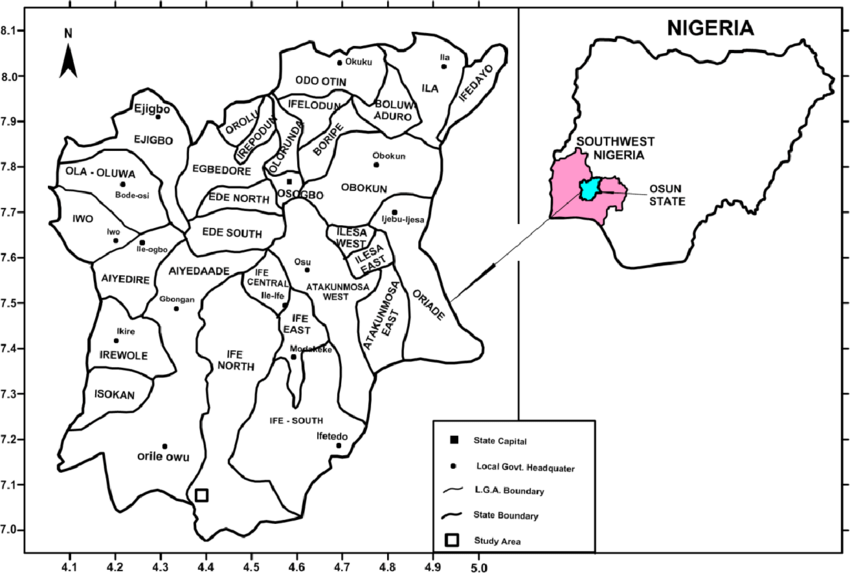 NIGERIA
8.1
8.0
7.9
7.8
7.7
7.6
7.5
7.4
7.3
7.2
7.1
7.0
4.1 4.2 4.3 4.4 4.5 4.6 4.7 4.8 4.9 5.0
N
Okuku
Ila
ODO OTIN
ILA
IFEDAYO
IFELODUN
BOLUW
ADURO
Ejigbo
EJIGBO
OROLU
IREPODUN
OLORUNDA
BORIPE
Obokun
OBOKUN
OLA - OLUWA
Bode-osi
EGBEDORE
OSOGBO
EDE NORTH
Ijebu-Ijesa
IWO
Iwo
Ile-ogbo
EDE SOUTH
ILESA
WEST
ILESA
EAST
AIYEDIRE
AIYEDAADE
Gbongan
IFE
CENTRAL
Ile-Ife
Osu
ATAKUNMOSA
WEST
ORIADE
ATAKUNMOSA
EAST
IFE
EAST
Modakeke
Ikire
IREWOLE
IFE
NORTH
ISOKAN
IFE - SOUTH
Ifetedo
orile owu
SOUTHWEST
NIGERIA
OSUN
STATE
State Capital
Local Govt. Headquater
L.G.A. Boundary
State Boundary
Study Area